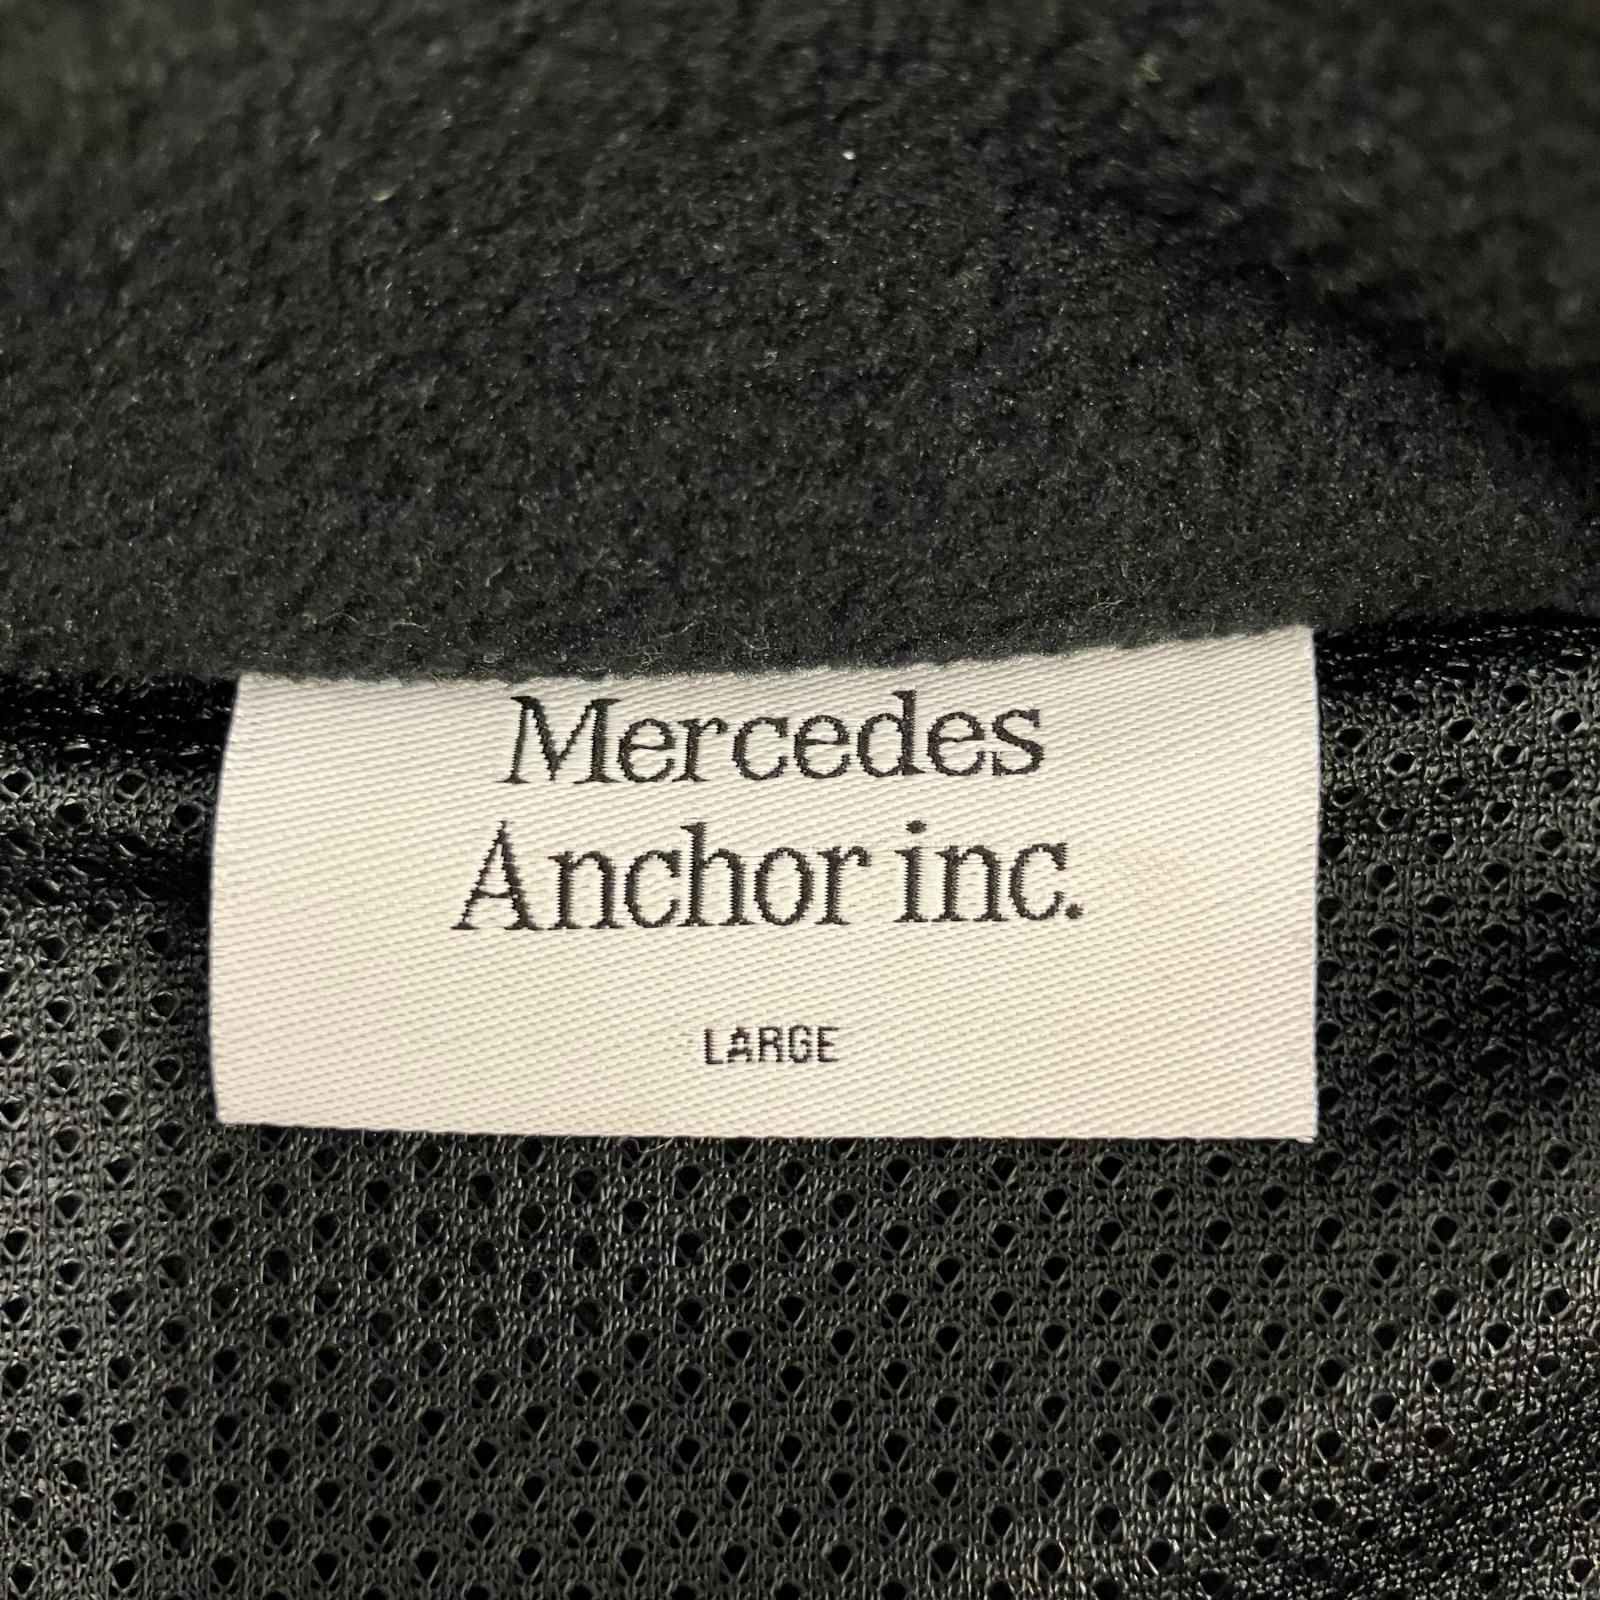 Mercedes
Anchor inc.
LARGE